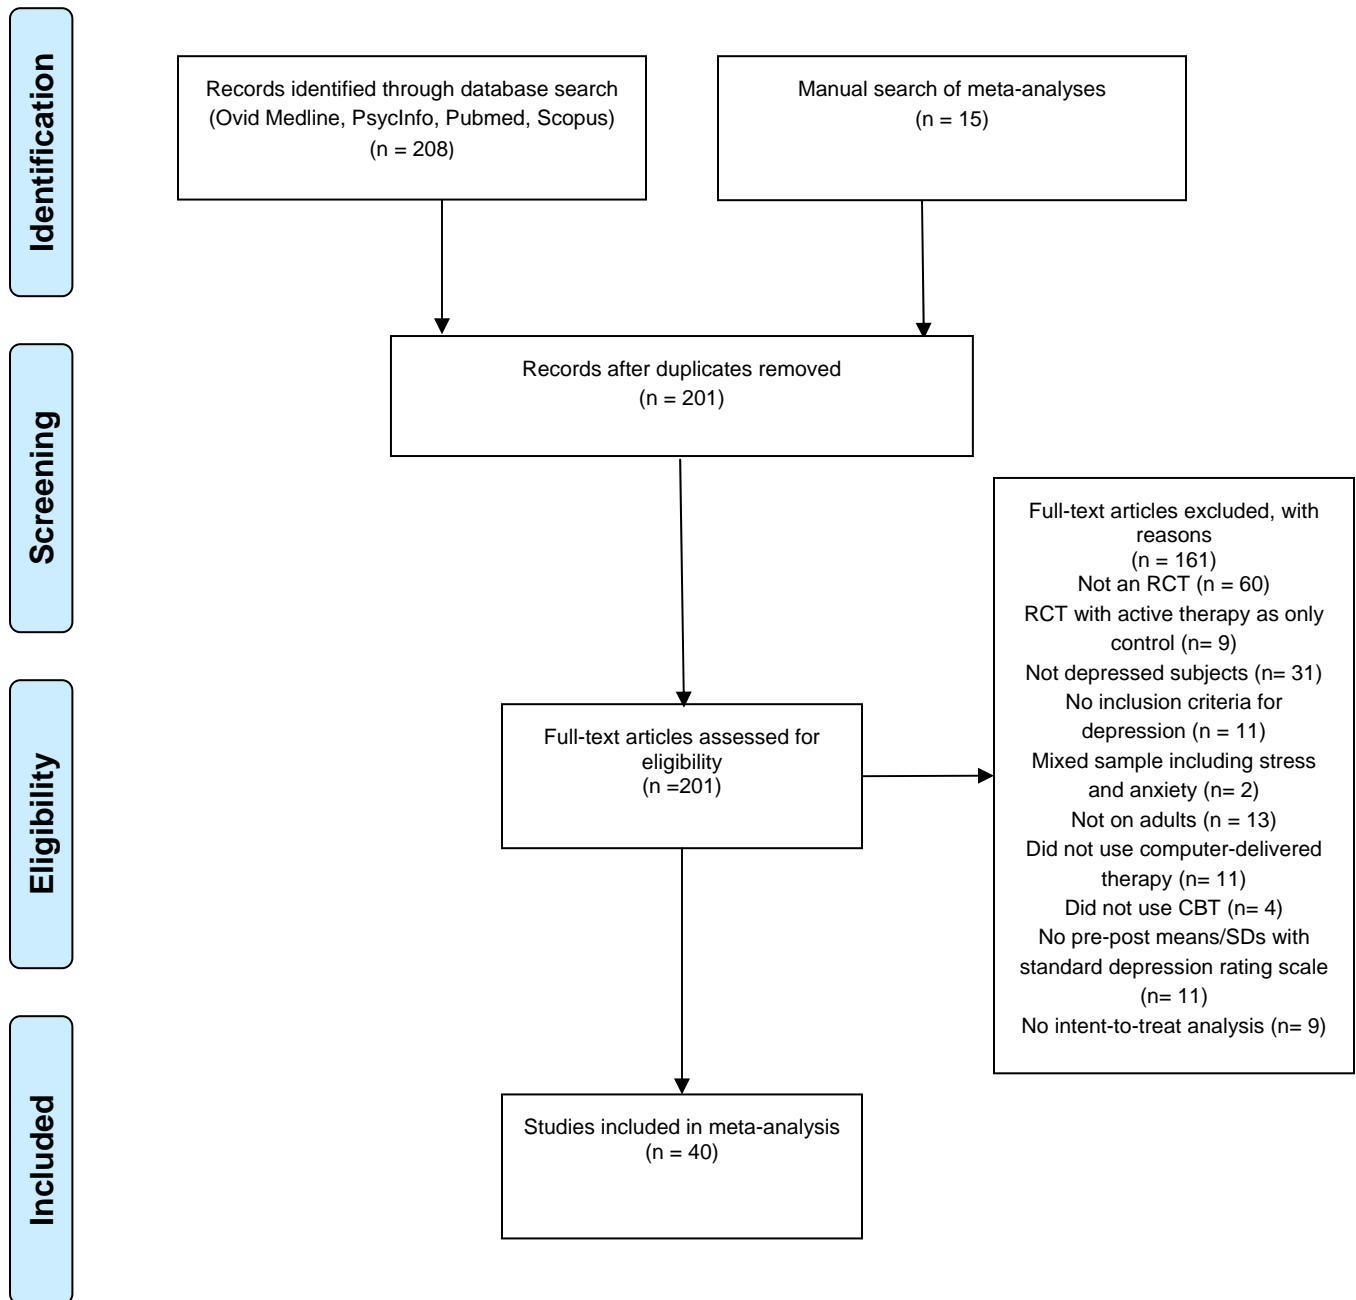 Identification
Records identified through database search
(Ovid Medline, PsycInfo, Pubmed, Scopus)
(n = 208)
Manual search of meta-analyses
(n = 15)
Screening
Records after duplicates removed
(n = 201)
Eligibility
Full-text articles assessed for
eligibility
(n =201)
Full-text articles excluded, with
reasons
(n = 161)
Not an RCT (n = 60)
RCT with active therapy as only
control (n= 9)
Not depressed subjects (n= 31)
No inclusion criteria for
depression (n = 11)
Mixed sample including stress
and anxiety (n= 2)
Not on adults (n = 13)
Did not use computer-delivered
therapy (n= 11)
Did not use CBT (n= 4)
No pre-post means/SDs with
standard depression rating scale
(n= 11)
No intent-to-treat analysis (n= 9)
Included
Studies included in meta-analysis
(n = 40)